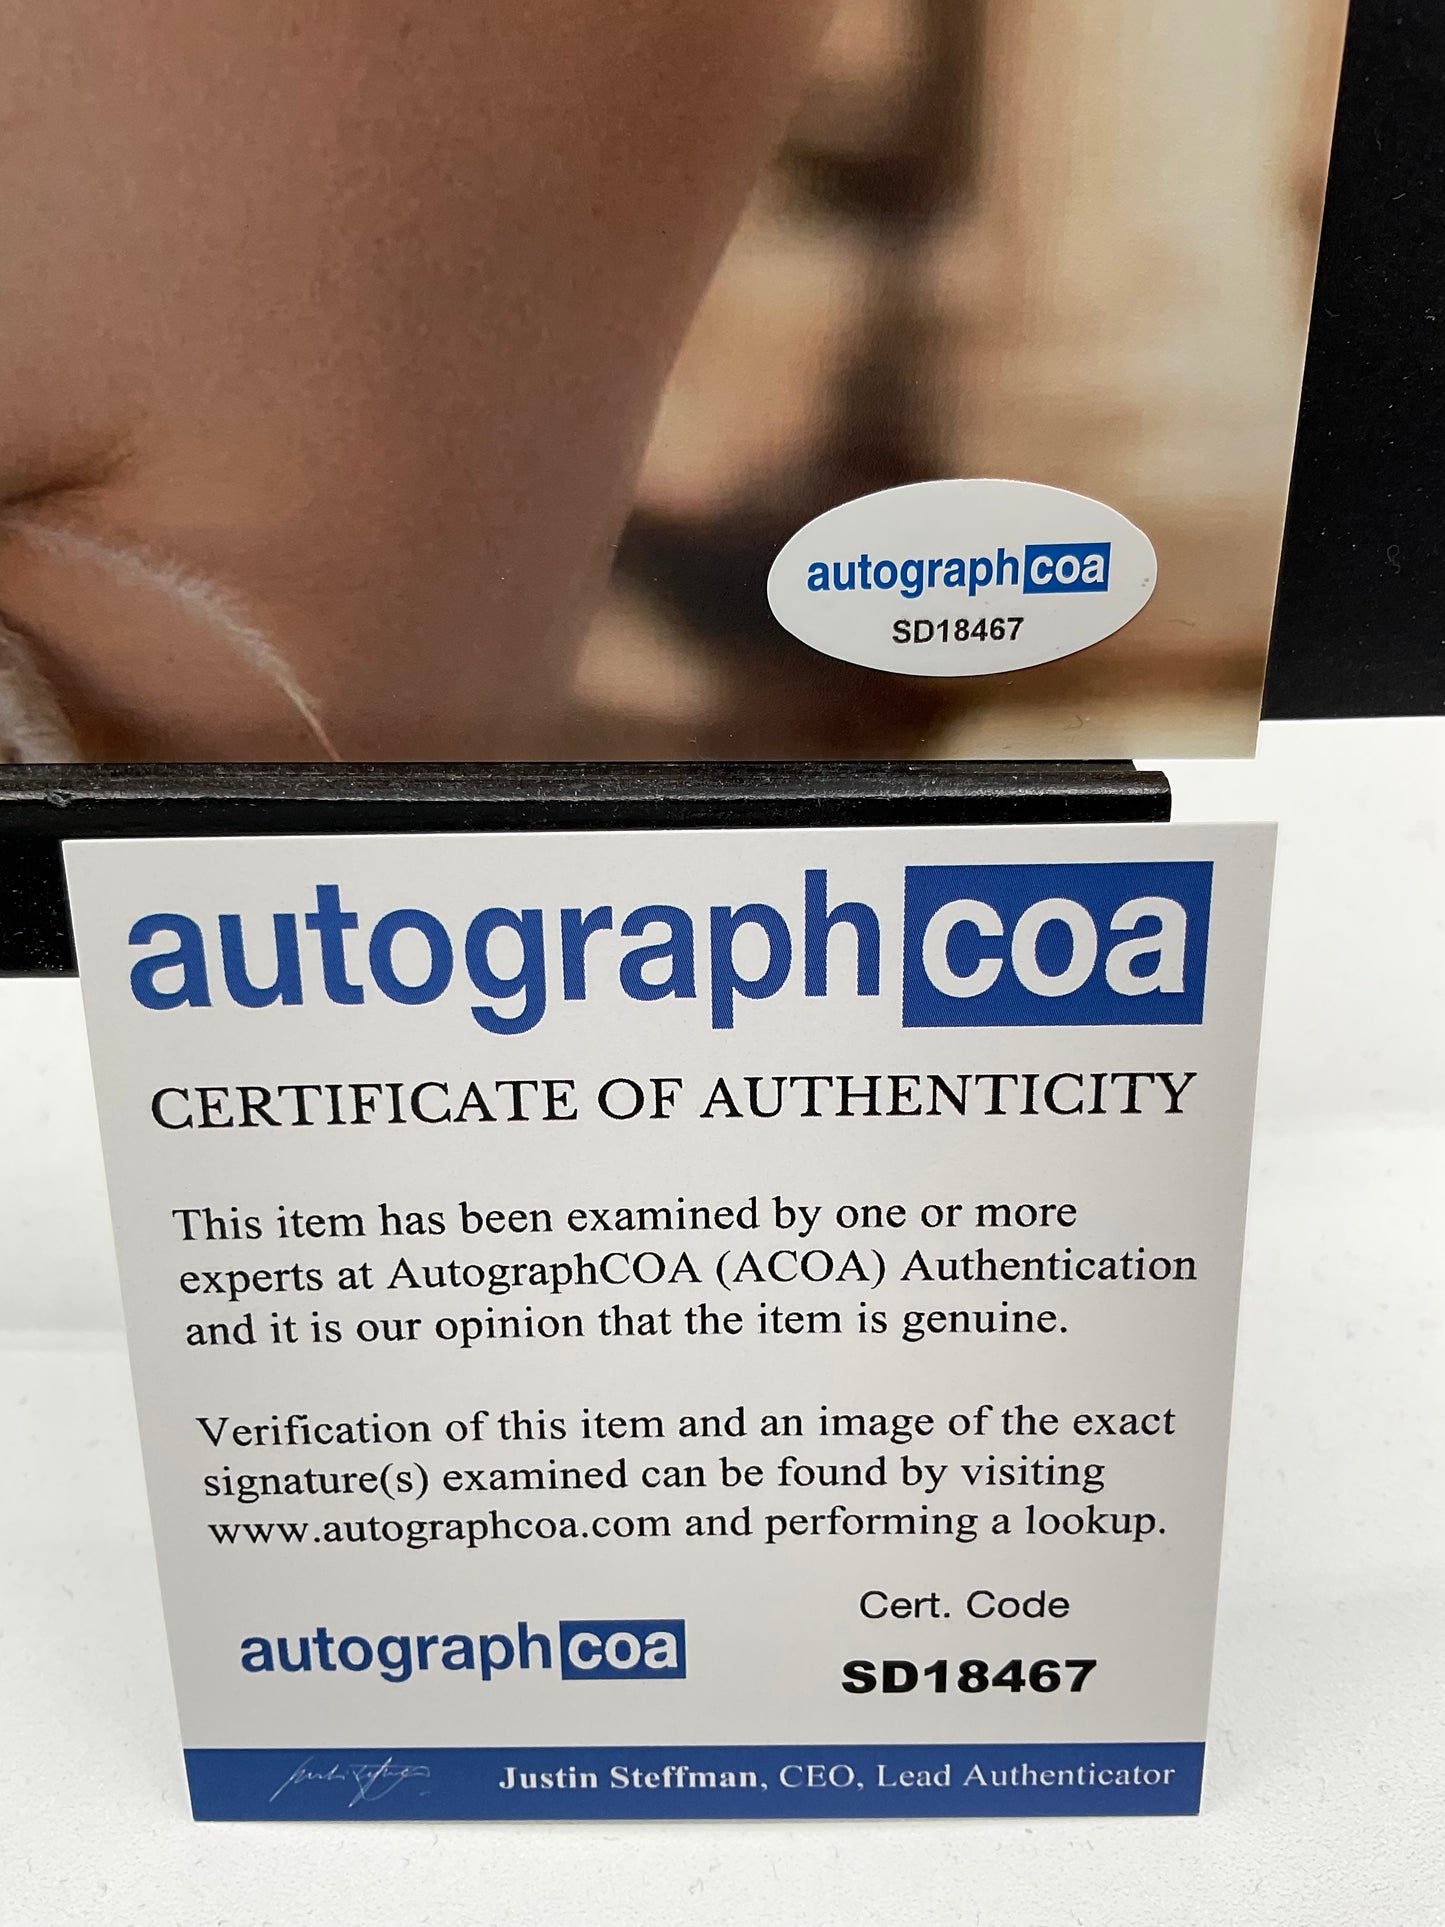 autographcoa
SD18467
autographcoa
CERTIFICATE OF AUTHENTICITY
This item has been examined by one or more
experts at AutographCOA (ACOA) Authentication
and it is our opinion that the item is genuine.
Verification of this item and an image of the exact
signature(s) examined can be found by visiting
www.autographcoa.com and performing a lookup.
Cert. Code
autographcoa
SD18467
Justin Steffman, CEO, Lead Authenticator